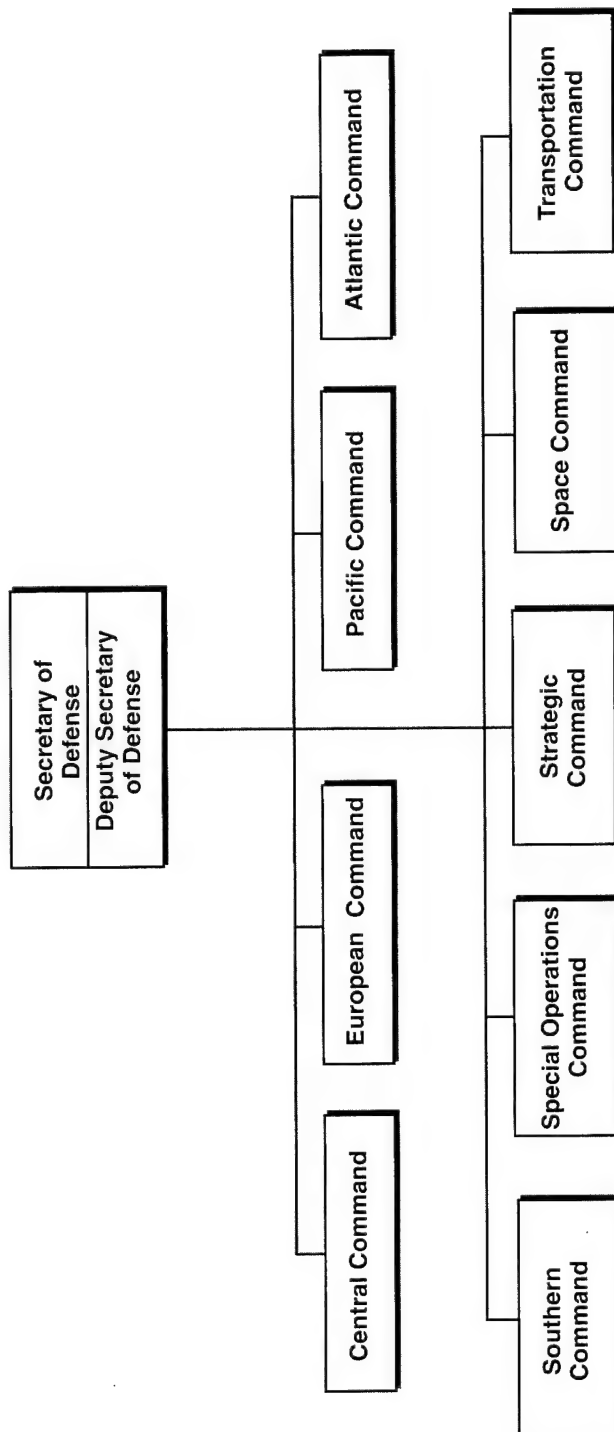 Secretary of
Defense
Deputy Secretary
of Defense
Central Command
European Command
Pacific Command
Atlantic Command
Southern
Command
Special Operations
Command
Strategic
Command
Space Command
Transportation
Command